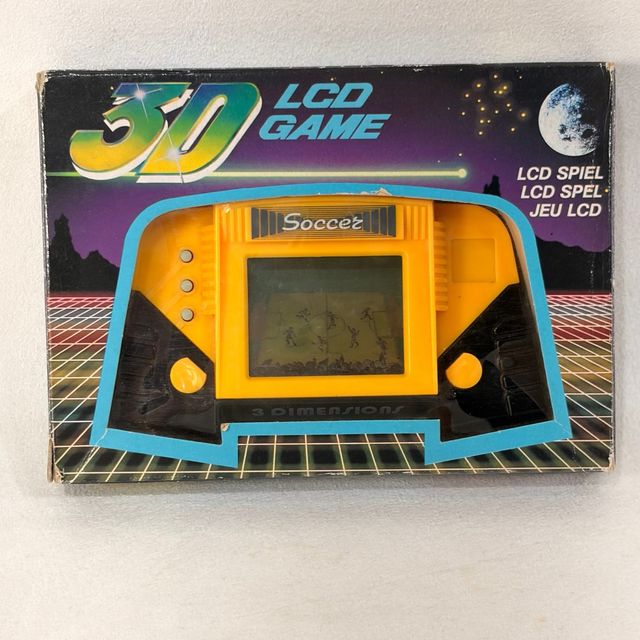 3D
LCD
GAME
LCD SPIEL
LCD SPEL
JEU LCD
Soccer
3 DIMENSIONS